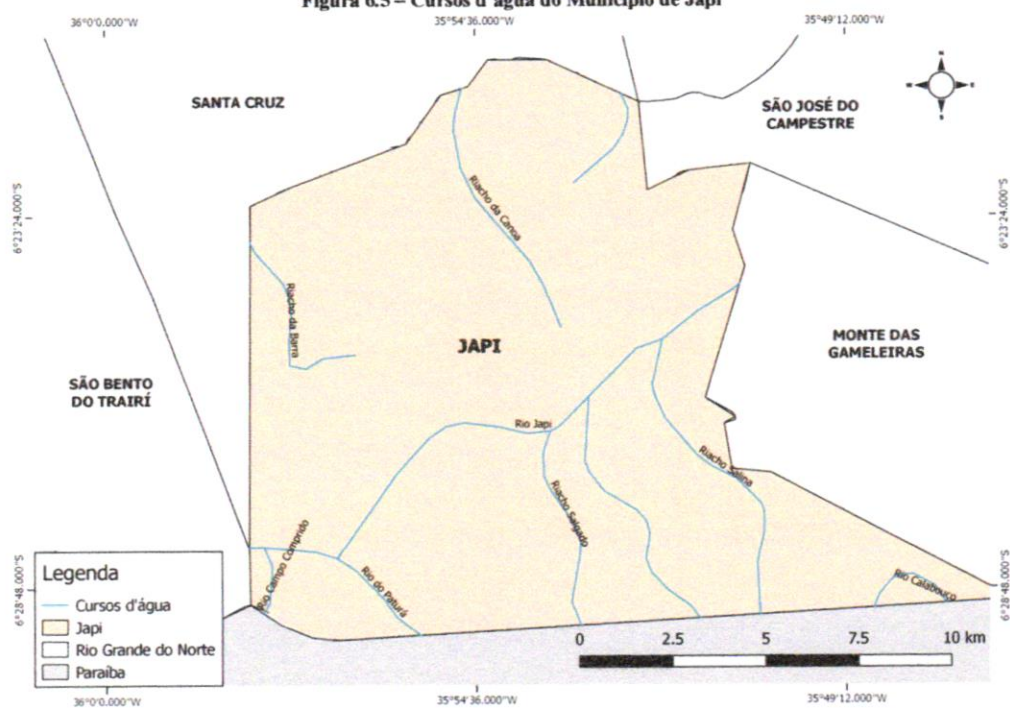 Figura 6.5 – Cursos d'água do Município de Japi
36°0'0.000"W
35°54'36.000"W
35°49'12.000"W
SANTA CRUZ
SÃO JOSÉ DO
CAMPESTRE
6°23'24.000"S
6°23'24.000"S
Riacho da Canoa
Riacho da Barra
JAPI
MONTE DAS
GAMELEIRAS
SÃO BENTO
DO TRAIRÍ
Rio Japi
Riacho Salina
Riacho Salgado
Rio Campo Comprido
Rio do Paturá
Rio Calabouço
6°28'48.000"S
6°28'48.000"S
Legenda
Cursos d'água
Japi
Rio Grande do Norte
Paraíba
0 2.5 5 7.5 10 km
36°0'0.000"W
35°54'36.000"W
35°49'12.000"W